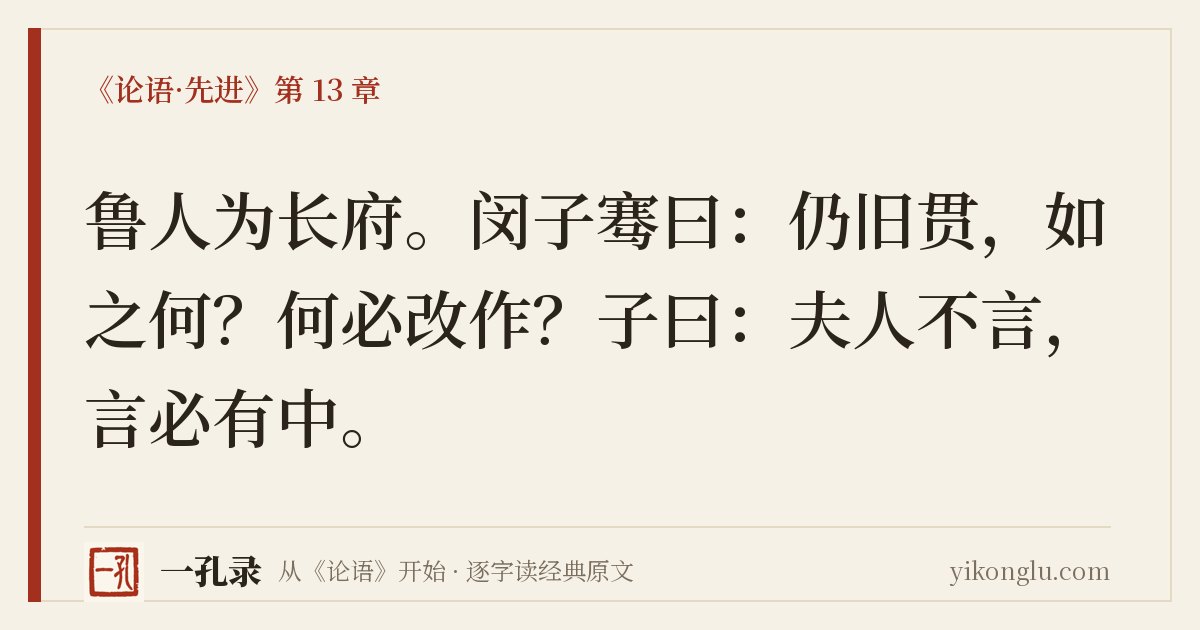 《论语·先进》第 13 章
鲁人为长府。闵子骞曰：仍旧贯，如
之何？何必改作？子曰：夫人不言，
言必有中。
一孔
一孔录 从《论语》开始 · 逐字读经典原文 yikonglu.com